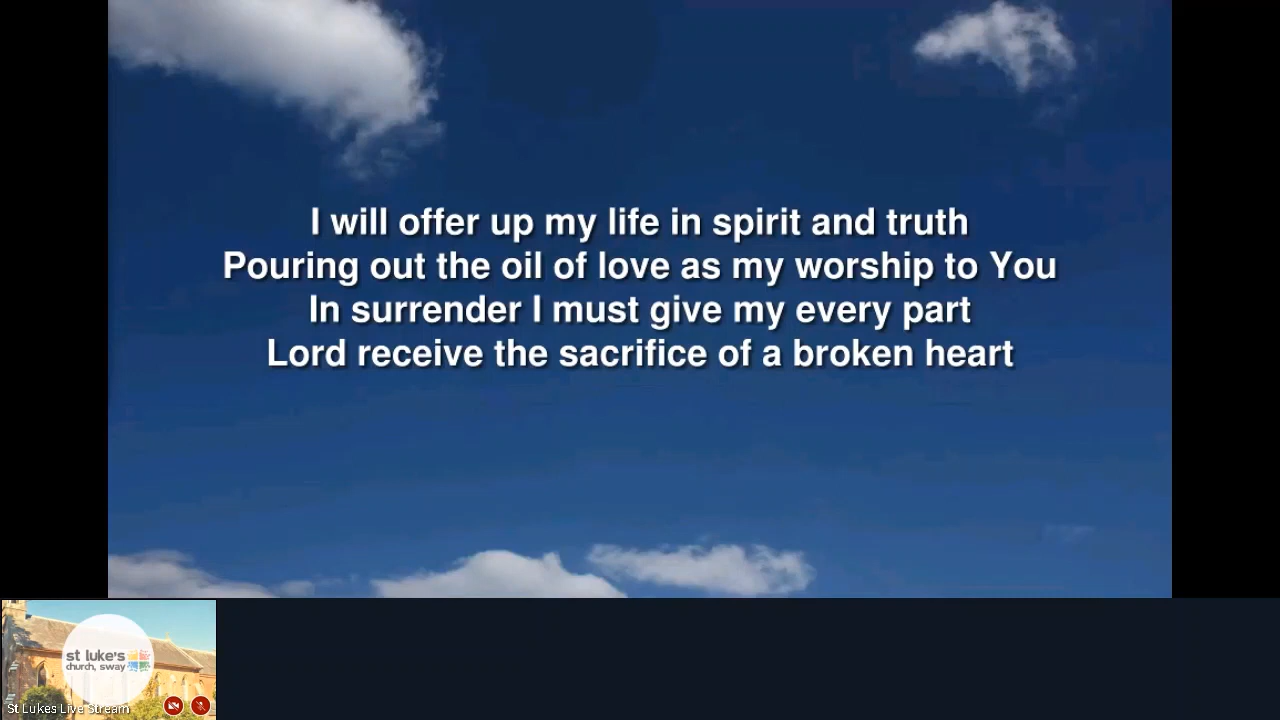 I will offer up my life in spirit and truth
Pouring out the oil of love as my worship to You
In surrender I must give my every part
Lord receive the sacrifice of a broken heart
st luke's
church, sway
St Lukes Live Stream